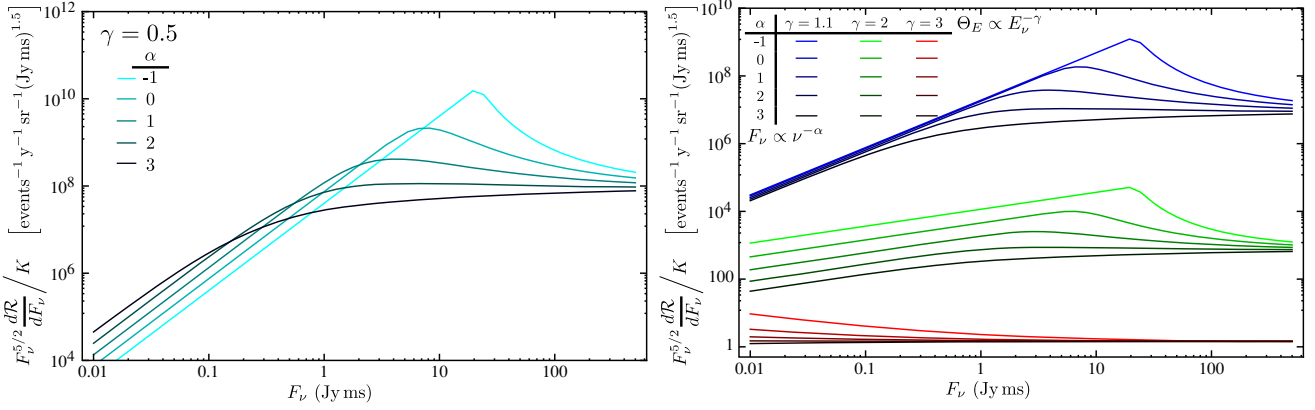 γ = 0.5
α
-1
0
1
2
3
10^12
10^10
10^8
10^6
10^4
0.01 0.1 1 10 100
F_ν (Jy ms)
F_ν^{5/2} dR/dF_ν / K [events^{-1} y^{-1} sr^{-1} (Jy ms)^{1.5}]
α γ = 1.1 γ = 2 γ = 3 Θ_E ∝ E_ν^{-γ}
-1
0
1
2
3
F_ν ∝ ν^{-α}
10^10
10^8
10^6
10^4
100
1
0.01 0.1 1 10 100
F_ν (Jy ms)
F_ν^{5/2} dR/dF_ν / K [events^{-1} y^{-1} sr^{-1} (Jy ms)^{1.5}]